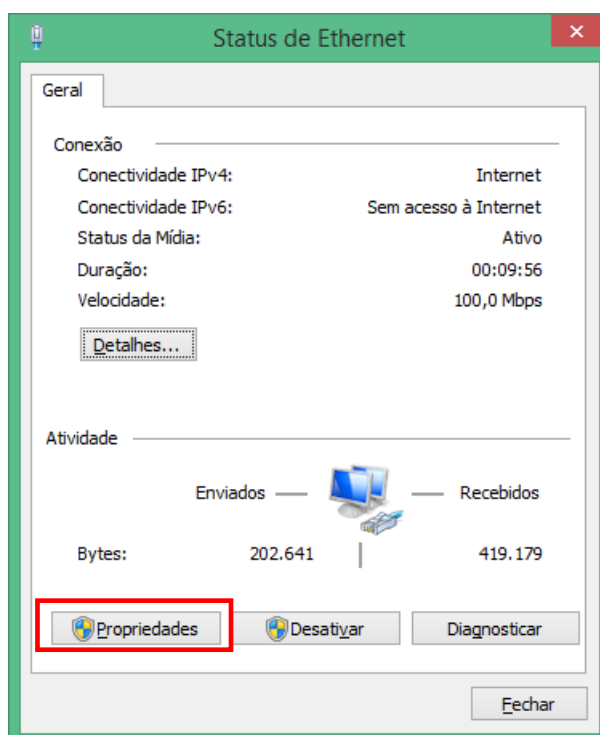 Status de Ethernet
Geral
Conexão
Conectividade IPv4: Internet
Conectividade IPv6: Sem acesso à Internet
Status da Mídia: Ativo
Duração: 00:09:56
Velocidade: 100,0 Mbps
Detalhes...
Atividade
Enviados Recebidos
Bytes: 202.641 419.179
Propriedades Desativar Diagnosticar
Fechar